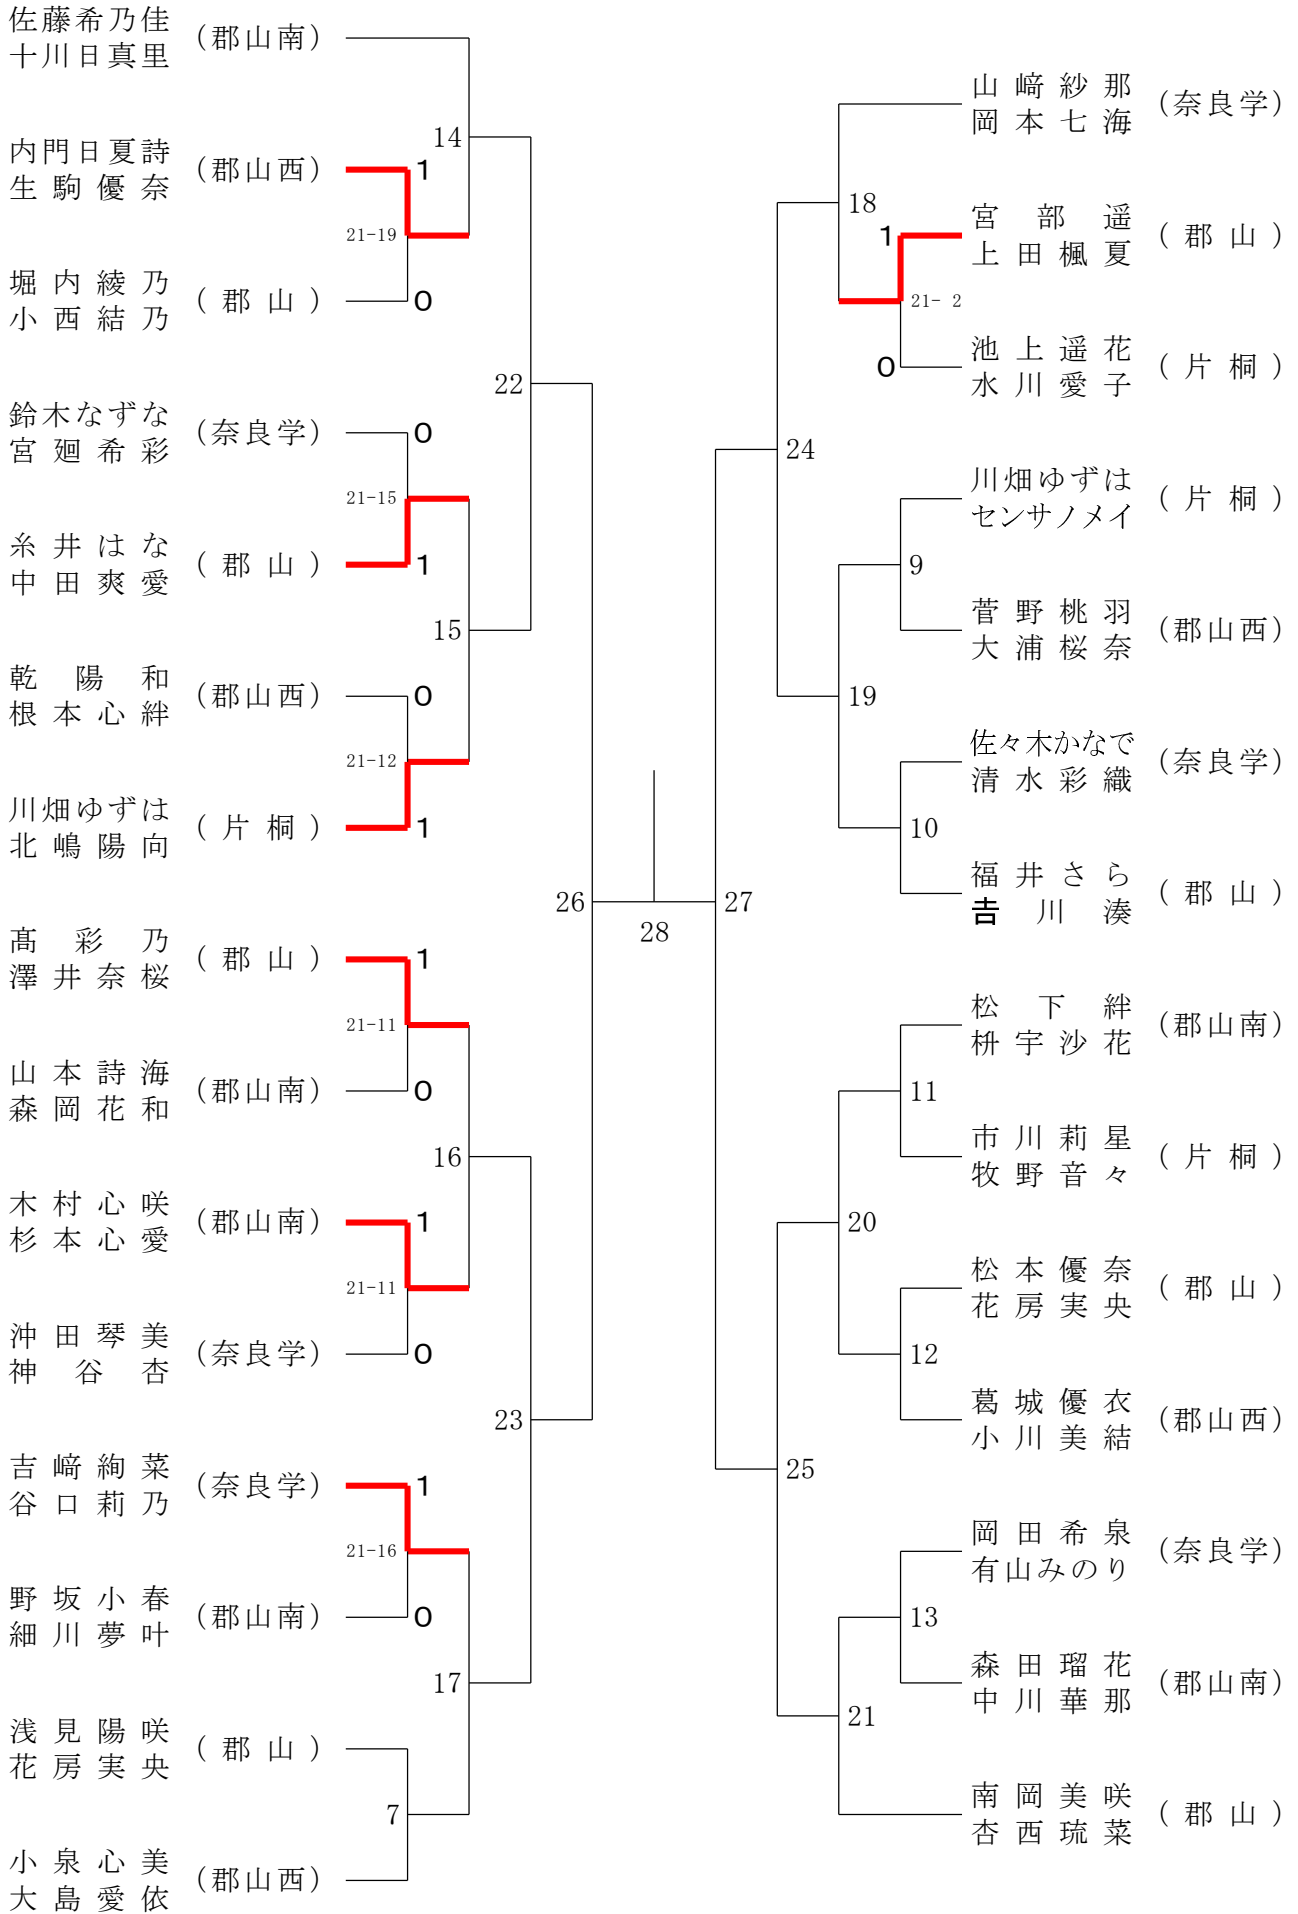 佐藤希乃佳
十川日真里
(郡山南)
14
内門日夏詩
生駒優奈
(郡山西)
1
21-19
堀内綾乃
小西結乃
(郡山)
0
22
鈴木なずな
宮廻希彩
(奈良学)
0
21-15
糸井はな
中田爽愛
(郡山)
1
15
乾陽和
根本心絆
(郡山西)
0
21-12
川畑ゆずは
北嶋陽向
(片桐)
1
26
髙彩乃
澤井奈桜
(郡山)
1
21-11
山本詩海
森岡花和
(郡山南)
0
16
木村心咲
杉本心愛
(郡山南)
1
21-11
沖田琴美
神谷杏
(奈良学)
0
23
吉﨑絢菜
谷口莉乃
(奈良学)
1
21-16
野坂小春
細川夢叶
(郡山南)
0
17
浅見陽咲
花房実央
(郡山)
7
小泉心美
大島愛依
(郡山西)
28
山﨑紗那
岡本七海
(奈良学)
18
宮部遥
上田楓夏
(郡山)
1
21- 2
池上遥花
水川愛子
(片桐)
0
24
川畑ゆずは
センサノメイ
(片桐)
9
菅野桃羽
大浦桜奈
(郡山西)
19
佐々木かなで
清水彩織
(奈良学)
10
福井さら
𠮷川湊
(郡山)
27
松下絆
枡宇沙花
(郡山南)
11
市川莉星
牧野音々
(片桐)
20
松本優奈
花房実央
(郡山)
12
葛城優衣
小川美結
(郡山西)
25
岡田希泉
有山みのり
(奈良学)
13
森田瑠花
中川華那
(郡山南)
21
南岡美咲
杏西琉菜
(郡山)